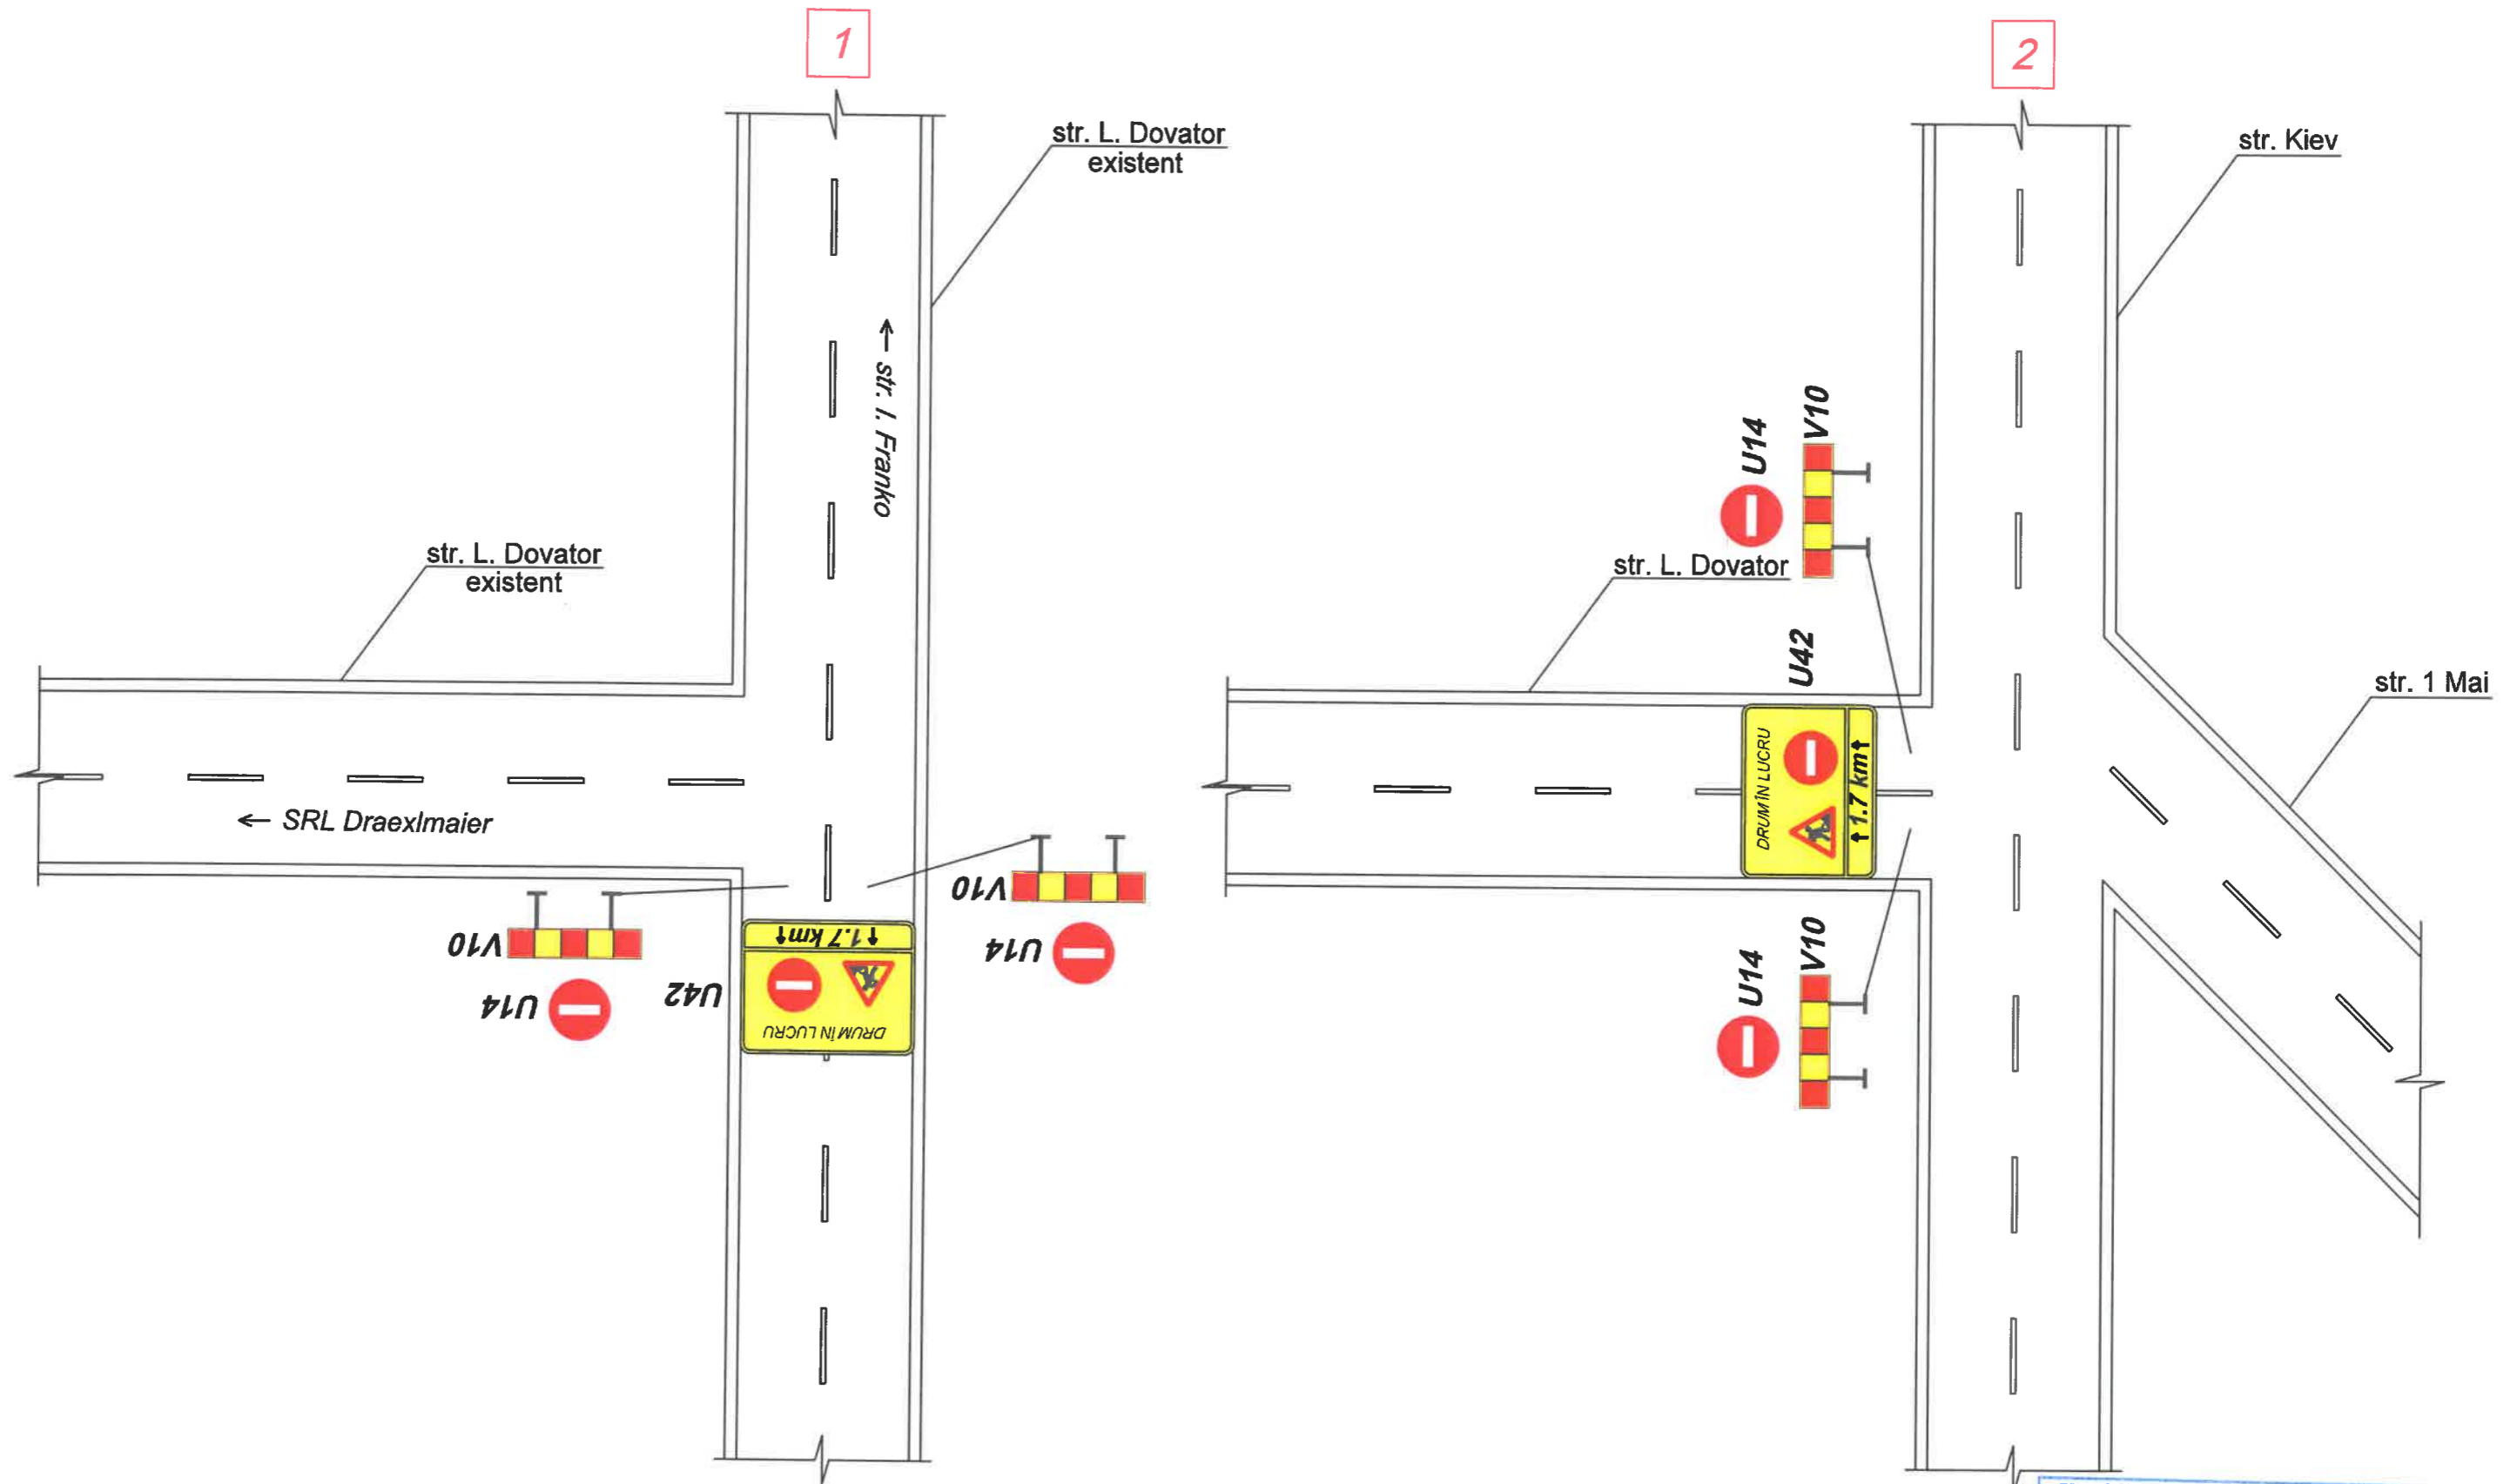 1
str. L. Dovator
existent
← str. I. Franko
str. L. Dovator
existent
← SRL Draexlmaier
V10
U14
V10
U14
U42
↑1.7 km↑
DRUM ÎN LUCRU
2
str. Kiev
V10
U14
str. L. Dovator
U42
DRUM ÎN LUCRU
↑1.7 km↑
str. 1 Mai
V10
U14